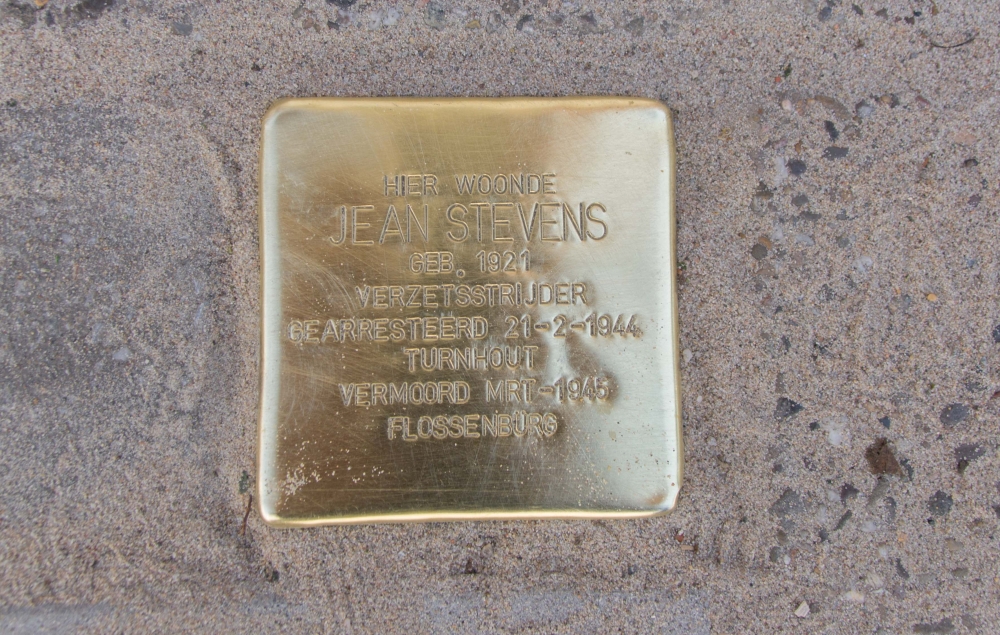 HIER WOONDE
JEAN STEVENS
GEB. 1921
VERZETSSTRIJDER
GEARRESTEERD 21-2-1944
TURNHOUT
VERMOORD MRT-1945
FLOSSENBÜRG